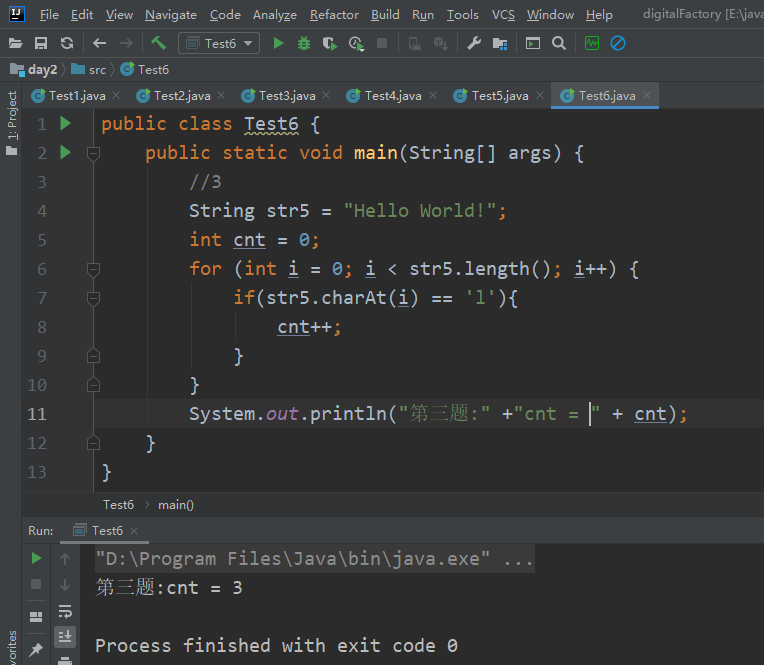 IJ File Edit View Navigate Code Analyze Refactor Build Run Tools VCS Window Help digitalFactory [E:\java
Test6
day2 src Test6
1: Project
Test1.java Test2.java Test3.java Test4.java Test5.java Test6.java
1 public class Test6 {
2 public static void main(String[] args) {
3 //3
4 String str5 = "Hello World!";
5 int cnt = 0;
6 for (int i = 0; i < str5.length(); i++) {
7 if(str5.charAt(i) == 'l'){
8 cnt++;
9 }
10 }
11 System.out.println("第三题:" +"cnt = " + cnt);
12 }
13 }
Test6 main()
Run: Test6
"D:\Program Files\Java\bin\java.exe" ...
第三题:cnt = 3
Process finished with exit code 0